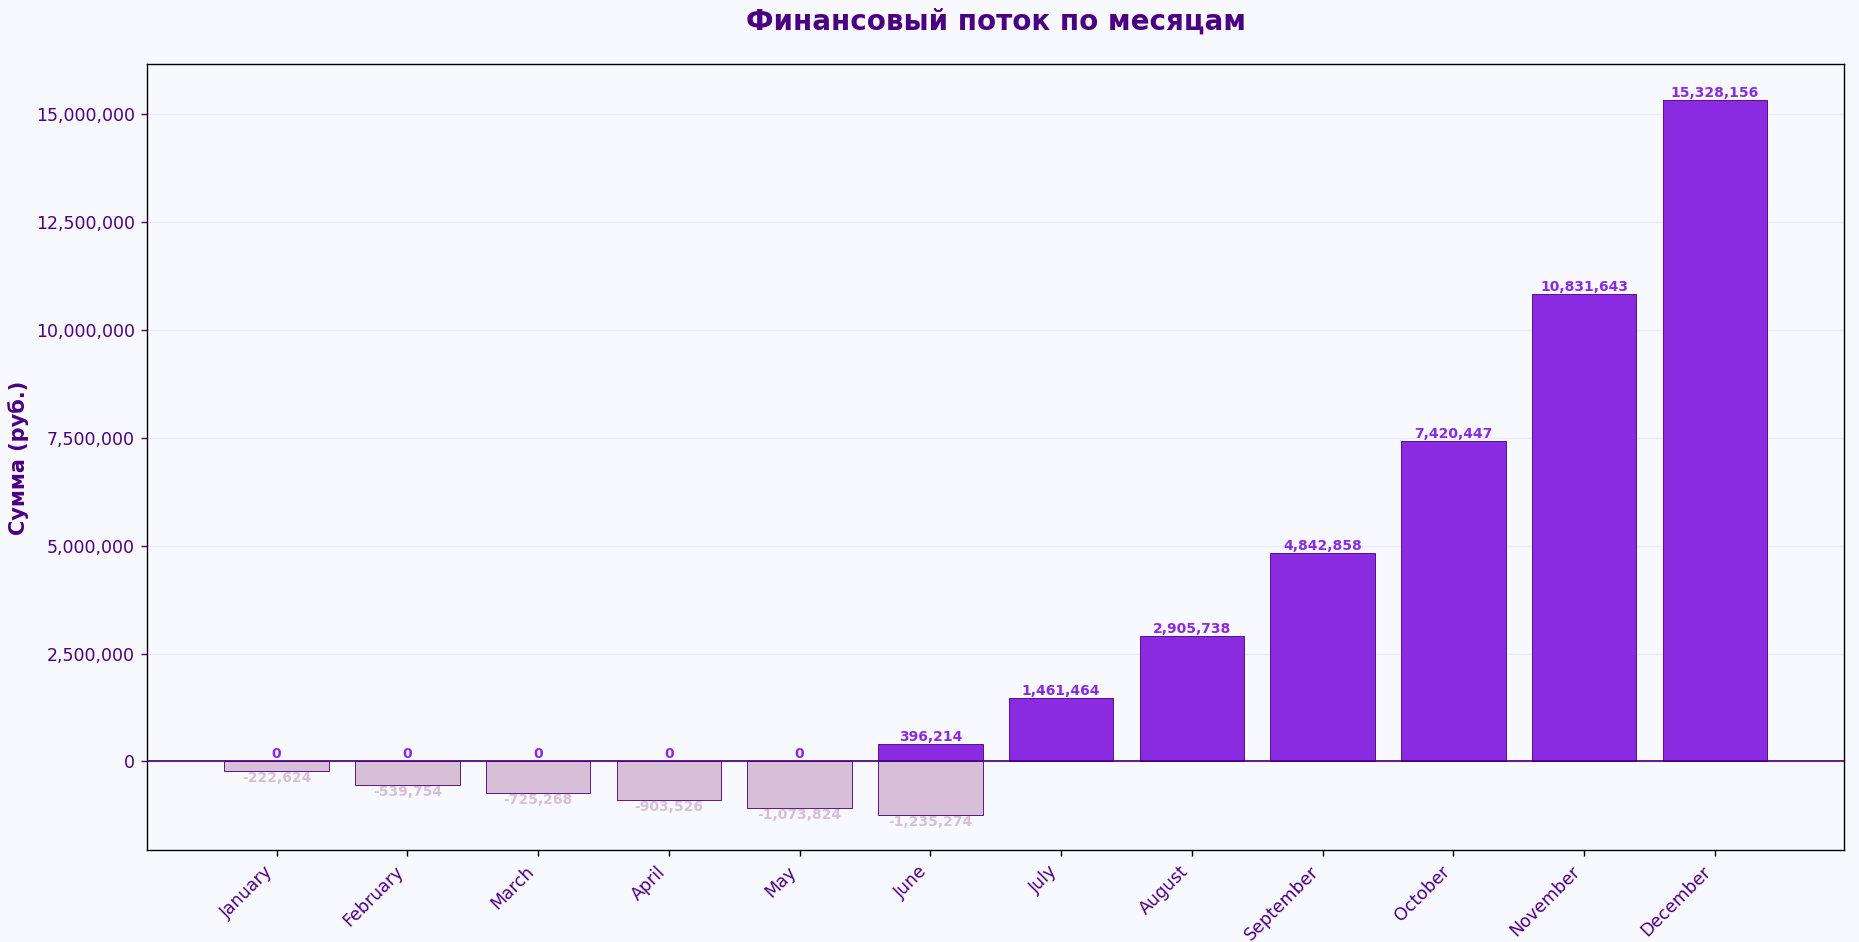 Финансовый поток по месяцам
Сумма (руб.)
15,000,000
12,500,000
10,000,000
7,500,000
5,000,000
2,500,000
0
0
0
0
0
0
396,214
1,461,464
2,905,738
4,842,858
7,420,447
10,831,643
15,328,156
-222,624
-539,754
-725,268
-903,526
-1,073,824
-1,235,274
January
February
March
April
May
June
July
August
September
October
November
December